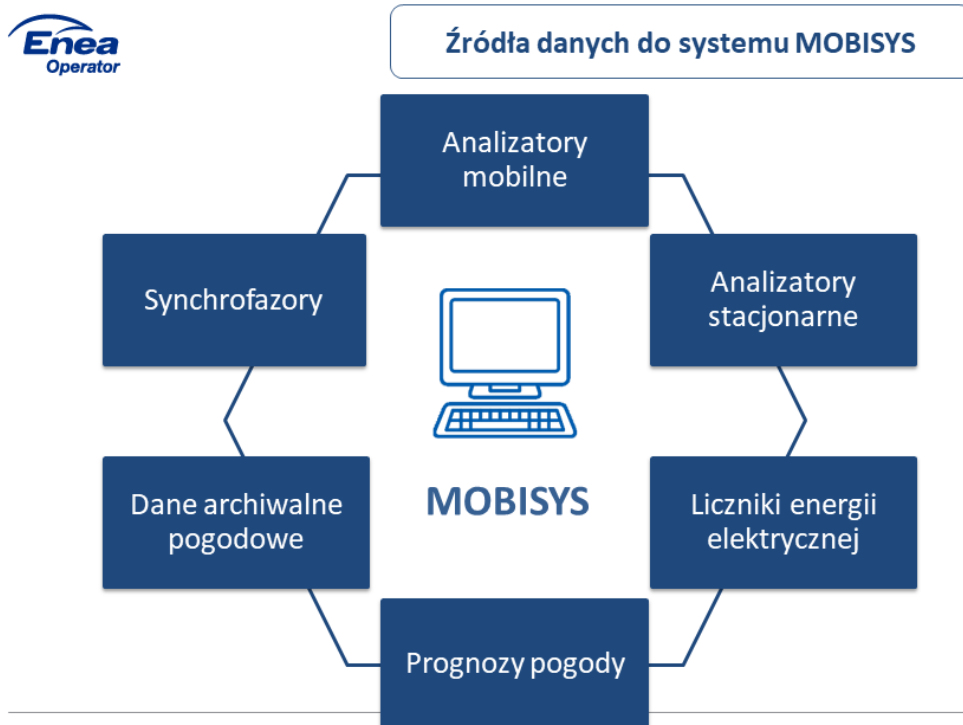 Enea
Operator
Źródła danych do systemu MOBISYS
Analizatory
mobilne
Synchrofazory
Analizatory
stacjonarne
Dane archiwalne
pogodowe
MOBISYS
Liczniki energii
elektrycznej
Prognozy pogody